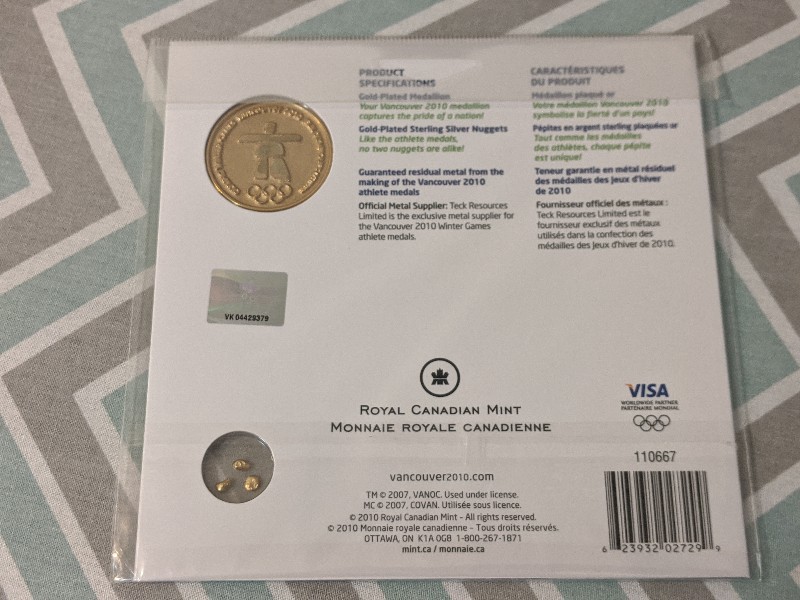 PRODUCT
SPECIFICATIONS
Gold-Plated Medallion
Your Vancouver 2010 medallion
captures the pride of a nation!
Gold-Plated Sterling Silver Nuggets
Like the athlete medals,
no two nuggets are alike!
Guaranteed residual metal from the
making of the Vancouver 2010
athlete medals
Official Metal Supplier: Teck Resources
Limited is the exclusive metal supplier for
the Vancouver 2010 Winter Games
athlete medals.
CARACTÉRISTIQUES
DU PRODUIT
Médaillon plaqué or
Votre médaillon Vancouver 2010
symbolise la fierté d'un pays!
Pépites en argent sterling plaquées or
Tout comme les médailles
des athlètes, chaque pépite
est unique!
Teneur garantie en métal résiduel
des médailles des Jeux d'hiver
de 2010
Fournisseur officiel des métaux :
Teck Resources Limited est le
fournisseur exclusif des métaux
utilisés dans la confection des
médailles des Jeux d'hiver de 2010.
VK 04429379
ROYAL CANADIAN MINT
MONNAIE ROYALE CANADIENNE
VISA
WORLDWIDE PARTNER
PARTENAIRE MONDIAL
110667
vancouver2010.com
TM © 2007, VANOC. Used under license.
MC © 2007, COVAN. Utilisée sous licence.
© 2010 Royal Canadian Mint - All rights reserved.
© 2010 Monnaie royale canadienne - Tous droits réservés.
OTTAWA, ON K1A 0G8 1-800-267-1871
mint.ca / monnaie.ca
6 23932 02729 9